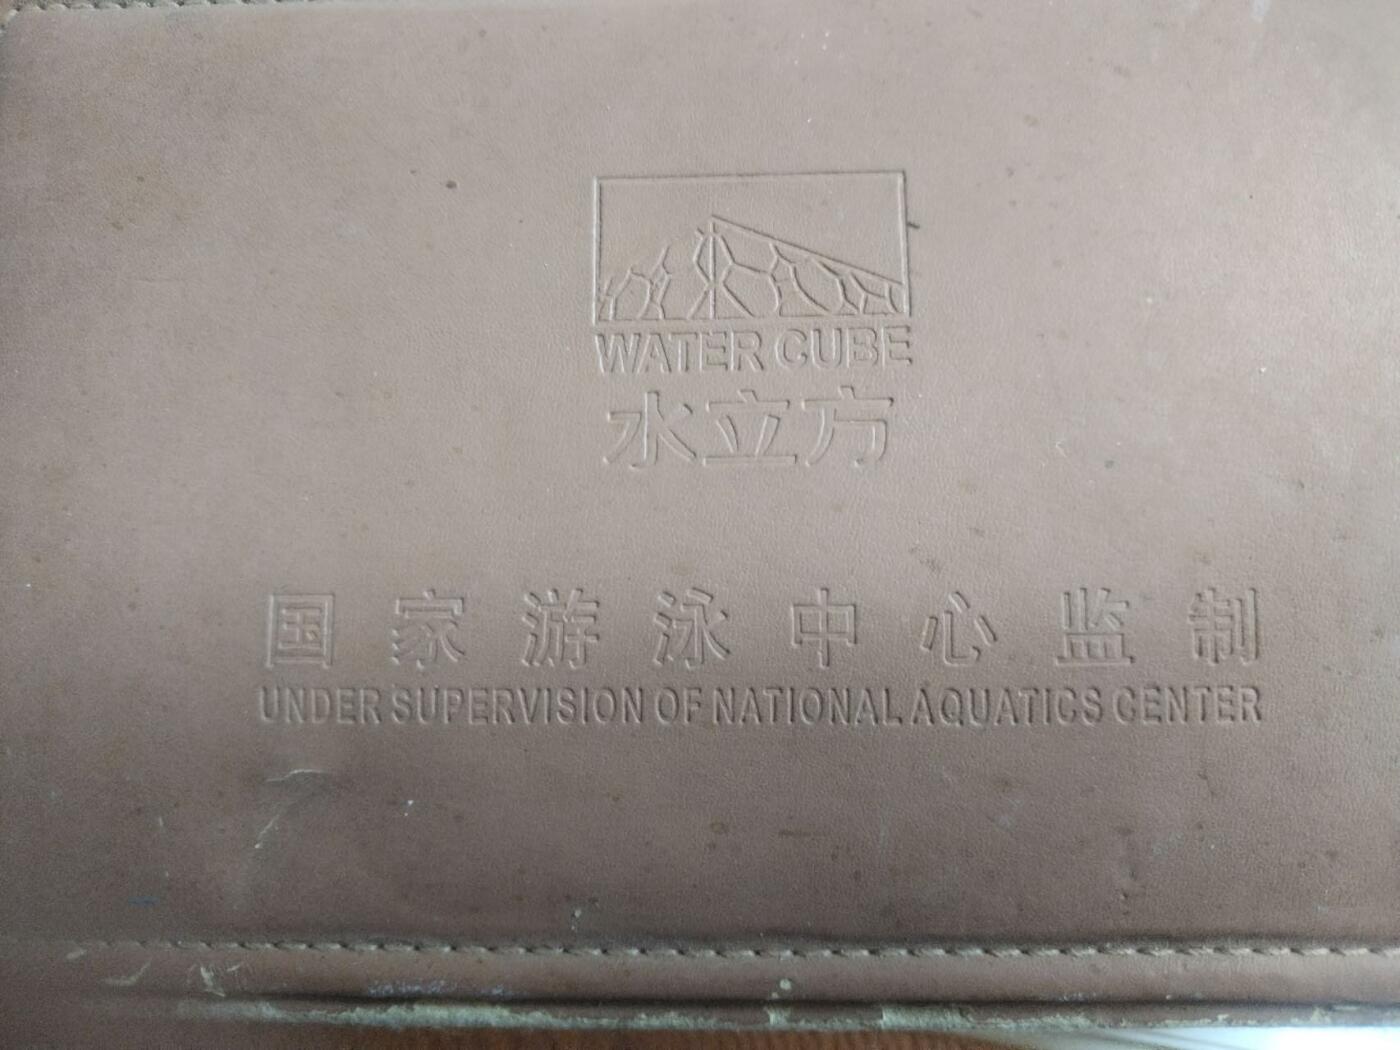 WATER CUBE
水立方
国家游泳中心监制
UNDER SUPERVISION OF NATIONAL AQUATICS CENTER